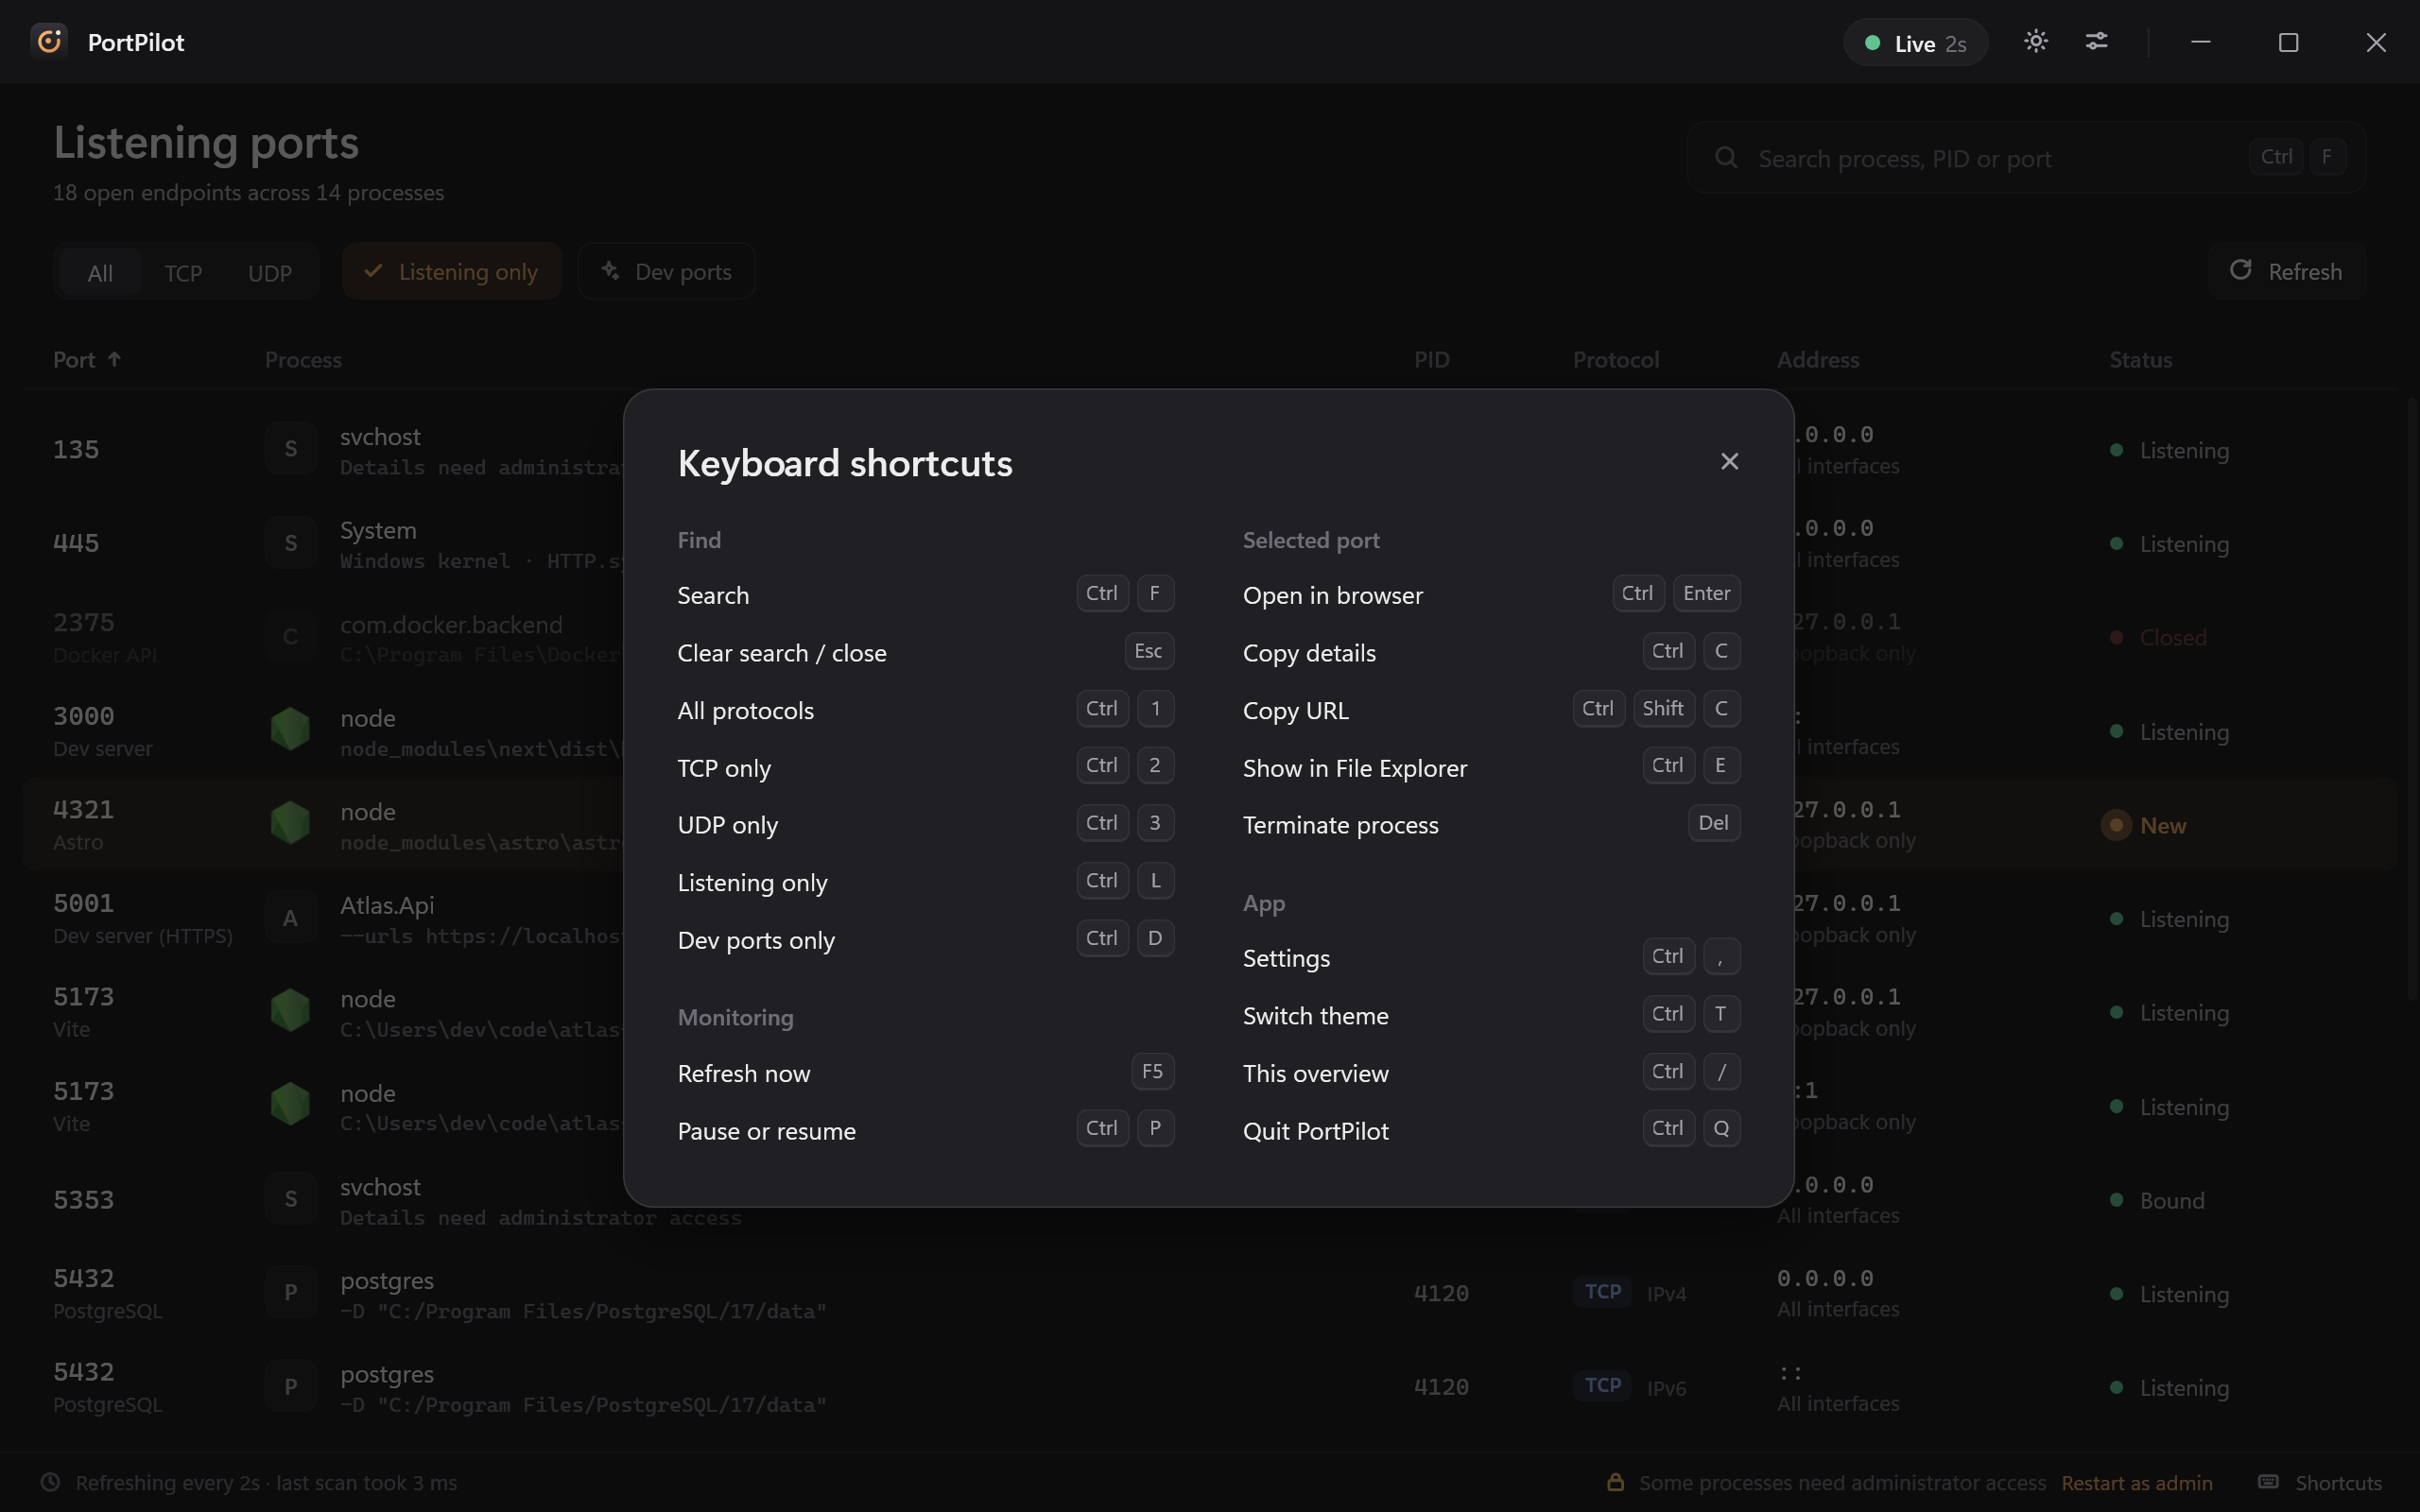 PortPilot
Live 2s
Listening ports
18 open endpoints across 14 processes
Search process, PID or port Ctrl F
All TCP UDP Listening only Dev ports Refresh
Port Process PID Protocol Address Status
135 S svchost .0.0.0 Listening
Details need interfaces
445 S System .0.0.0 Listening
Windows kernel · interfaces
2375 C com.docker.backend 27.0.0.1 Closed
Docker API C:\Program Files\Docker only
3000 node : Listening
Dev server node_modules\next\dist\ interfaces
4321 node 27.0.0.1 New
Astro node_modules\astro\ only
5001 A Atlas.Api 27.0.0.1 Listening
Dev server (HTTPS) --urls only
5173 node 27.0.0.1 Listening
Vite C:\Users\dev\code\atlas only
5173 node :1 Listening
Vite C:\Users\dev\code\atlas only
5353 S svchost .0.0.0 Bound
Details need administrator access All interfaces
5432 P postgres 4120 TCP IPv4 0.0.0.0 Listening
PostgreSQL -D "C:/Program Files/PostgreSQL/17/data" All interfaces
5432 P postgres 4120 TCP IPv6 :: Listening
PostgreSQL -D "C:/Program Files/PostgreSQL/17/data" All interfaces
Keyboard shortcuts
Find
Search Ctrl F
Clear search / close Esc
All protocols Ctrl 1
TCP only Ctrl 2
UDP only Ctrl 3
Listening only Ctrl L
Dev ports only Ctrl D
Monitoring
Refresh now F5
Pause or resume Ctrl P
Selected port
Open in browser Ctrl Enter
Copy details Ctrl C
Copy URL Ctrl Shift C
Show in File Explorer Ctrl E
Terminate process Del
App
Settings Ctrl ,
Switch theme Ctrl T
This overview Ctrl /
Quit PortPilot Ctrl Q
Refreshing every 2s · last scan took 3 ms
Some processes need administrator access Restart as admin Shortcuts